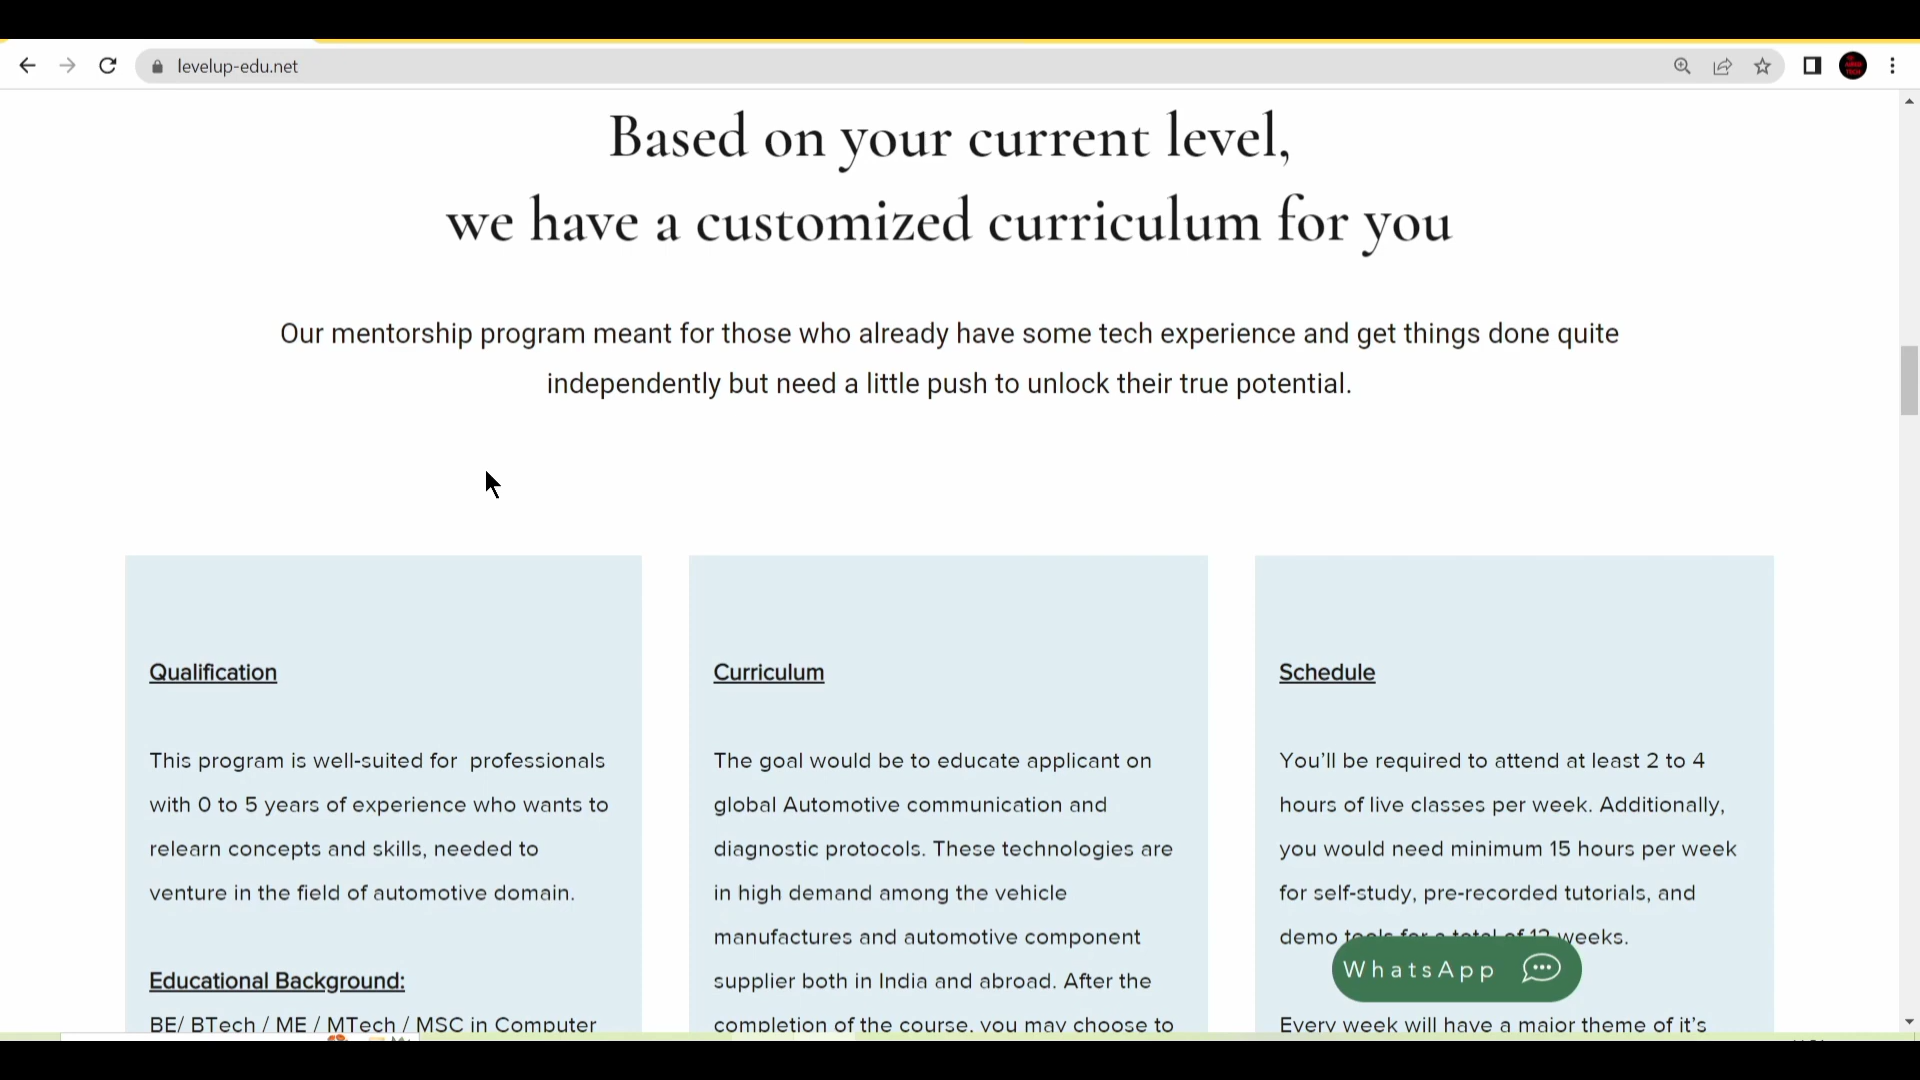 levelup-edu.net
Based on your current level,
we have a customized curriculum for you
Our mentorship program meant for those who already have some tech experience and get things done quite
independently but need a little push to unlock their true potential.
Qualification
This program is well-suited for professionals
with 0 to 5 years of experience who wants to
relearn concepts and skills, needed to
venture in the field of automotive domain.
Educational Background:
BE/ BTech / ME / MTech / MSC in Computer
Curriculum
The goal would be to educate applicant on
global Automotive communication and
diagnostic protocols. These technologies are
in high demand among the vehicle
manufactures and automotive component
supplier both in India and abroad. After the
completion of the course, you may choose to
Schedule
You'll be required to attend at least 2 to 4
hours of live classes per week. Additionally,
you would need minimum 15 hours per week
for self-study, pre-recorded tutorials, and
demo tools for a total of 12 weeks.
WhatsApp
Every week will have a major theme of it's